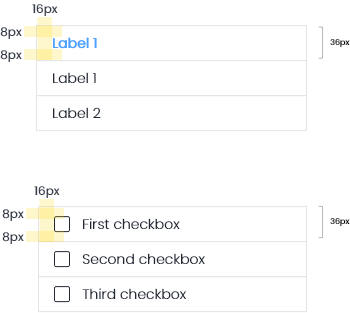 16px
8px
Label 1
36px
8px
Label 1
Label 2
16px
8px
First checkbox
36px
8px
Second checkbox
Third checkbox